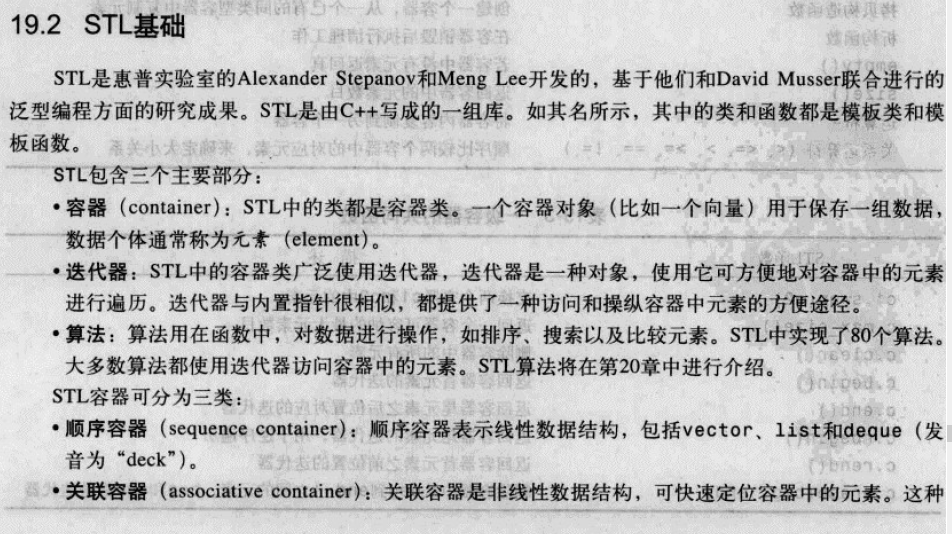 19.2 STL基础
STL是惠普实验室的Alexander Stepanov和Meng Lee开发的，基于他们和David Musser联合进行的
泛型编程方面的研究成果。STL是由C++写成的一组库。如其名所示，其中的类和函数都是模板类和模
板函数。
STL包含三个主要部分：
•容器（container）：STL中的类都是容器类。一个容器对象（比如一个向量）用于保存一组数据，
数据个体通常称为元素（element）。
•迭代器：STL中的容器类广泛使用迭代器，迭代器是一种对象，使用它可方便地对容器中的元素
进行遍历。迭代器与内置指针很相似，都提供了一种访问和操纵容器中元素的方便途径。
•算法：算法用在函数中，对数据进行操作，如排序、搜索以及比较元素。STL中实现了80个算法。
大多数算法都使用迭代器访问容器中的元素。STL算法将在第20章中进行介绍。
STL容器可分为三类：
•顺序容器（sequence container）：顺序容器表示线性数据结构，包括vector、list和deque（发
音为“deck”）。
•关联容器（associative container）：关联容器是非线性数据结构，可快速定位容器中的元素。这种